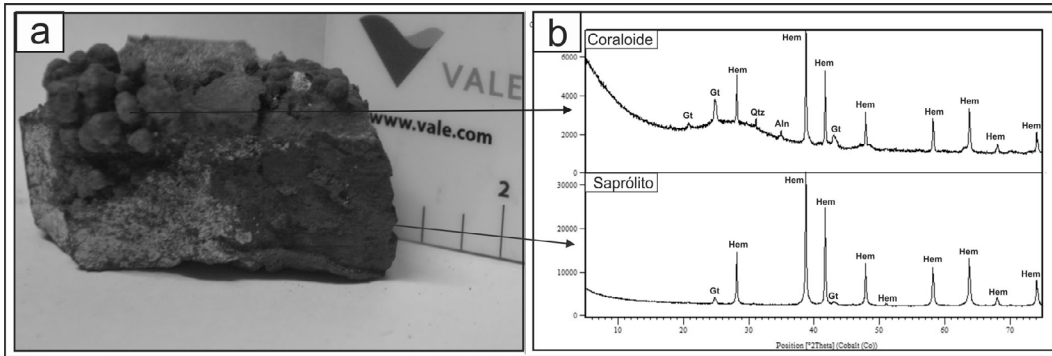 a
VALE
www.vale.com
2
b
Coraloide
Hem
Hem
Hem
Gt
Gt
Qtz
Aln
Gt
Hem
Hem
Hem
Hem
Hem
6000
4000
2000
0
Saprólito
Hem
Hem
Hem
Gt
Gt
Hem
Hem
Hem
Hem
Hem
Hem
30000
20000
10000
0
10 20 30 40 50 60 70
Position [°2Theta] (Cobalt (Co))